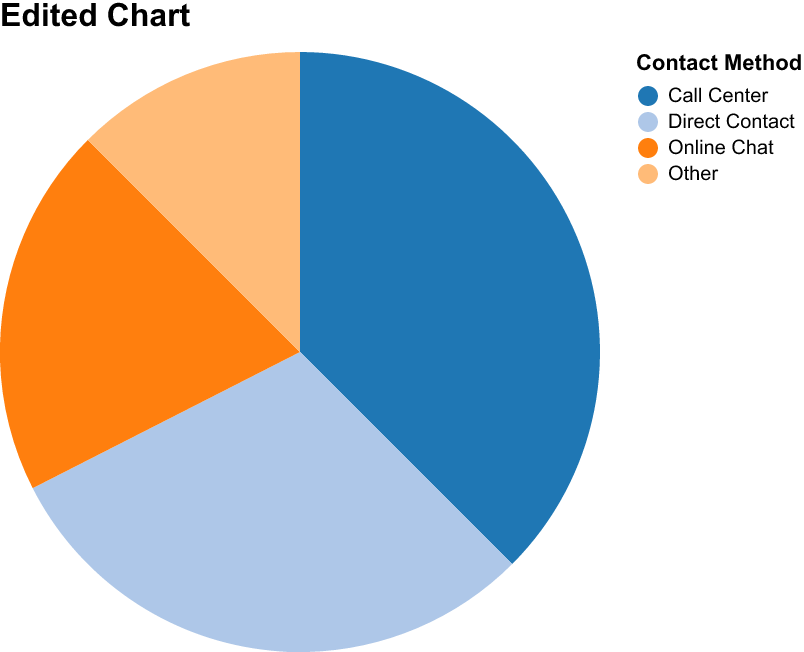 Edited Chart
Contact Method
Call Center
Direct Contact
Online Chat
Other